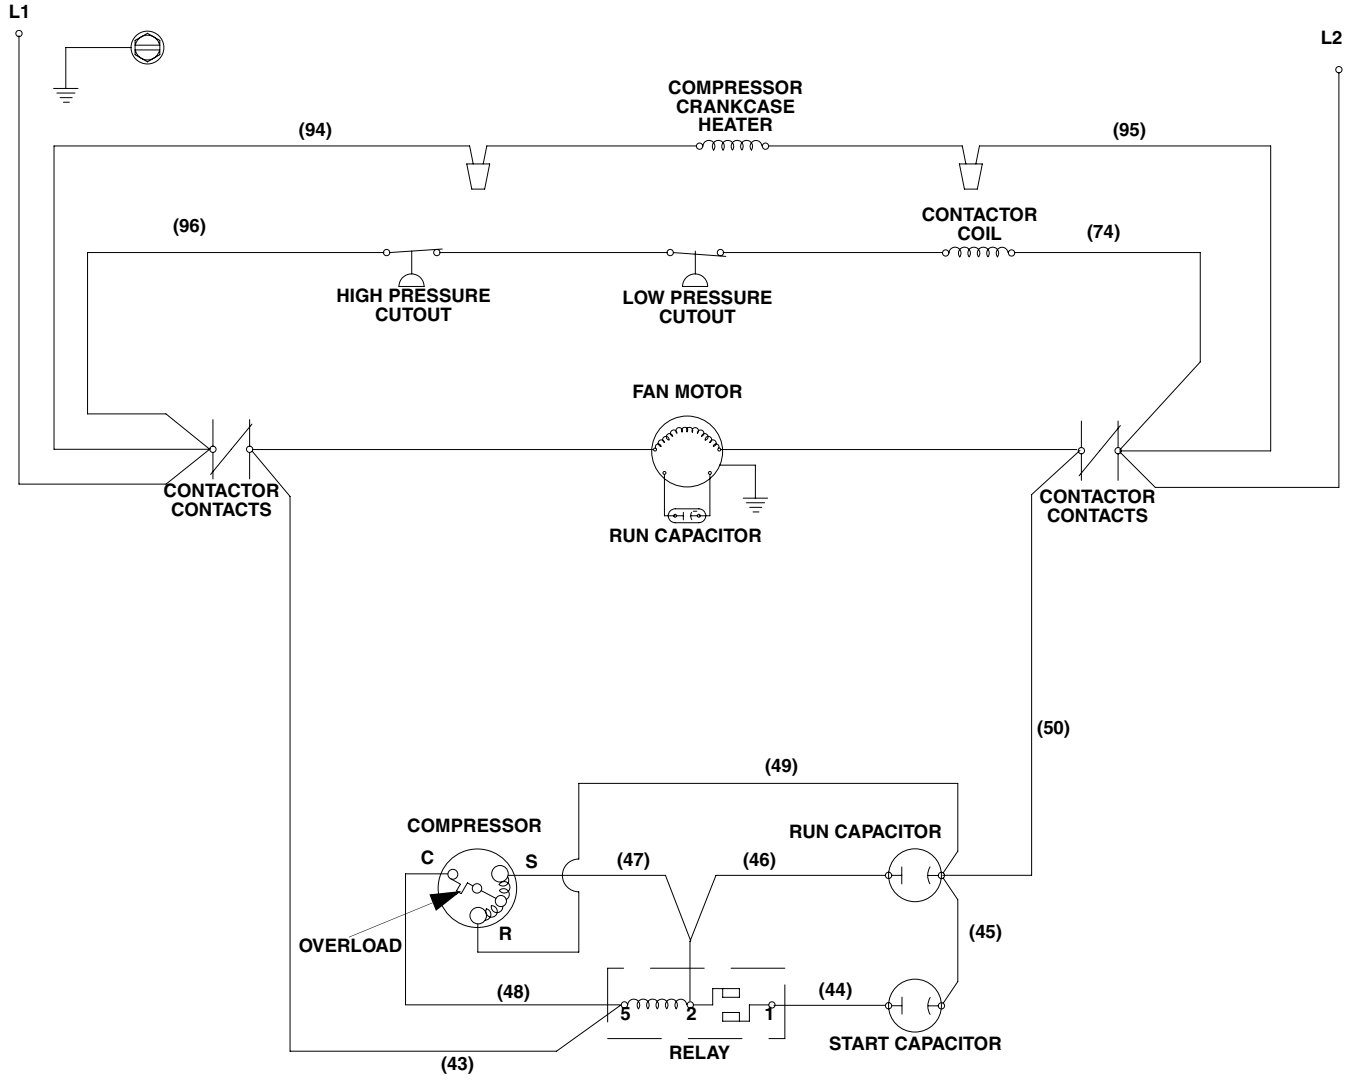 L1
L2
COMPRESSOR
CRANKCASE
HEATER
(94)
(95)
(96)
CONTACTOR
COIL
(74)
HIGH PRESSURE
CUTOUT
LOW PRESSURE
CUTOUT
FAN MOTOR
CONTACTOR
CONTACTS
CONTACTOR
CONTACTS
RUN CAPACITOR
(50)
(49)
COMPRESSOR
RUN CAPACITOR
C
S
(47)
(46)
R
OVERLOAD
(45)
(48)
(44)
5
2
1
RELAY
START CAPACITOR
(43)